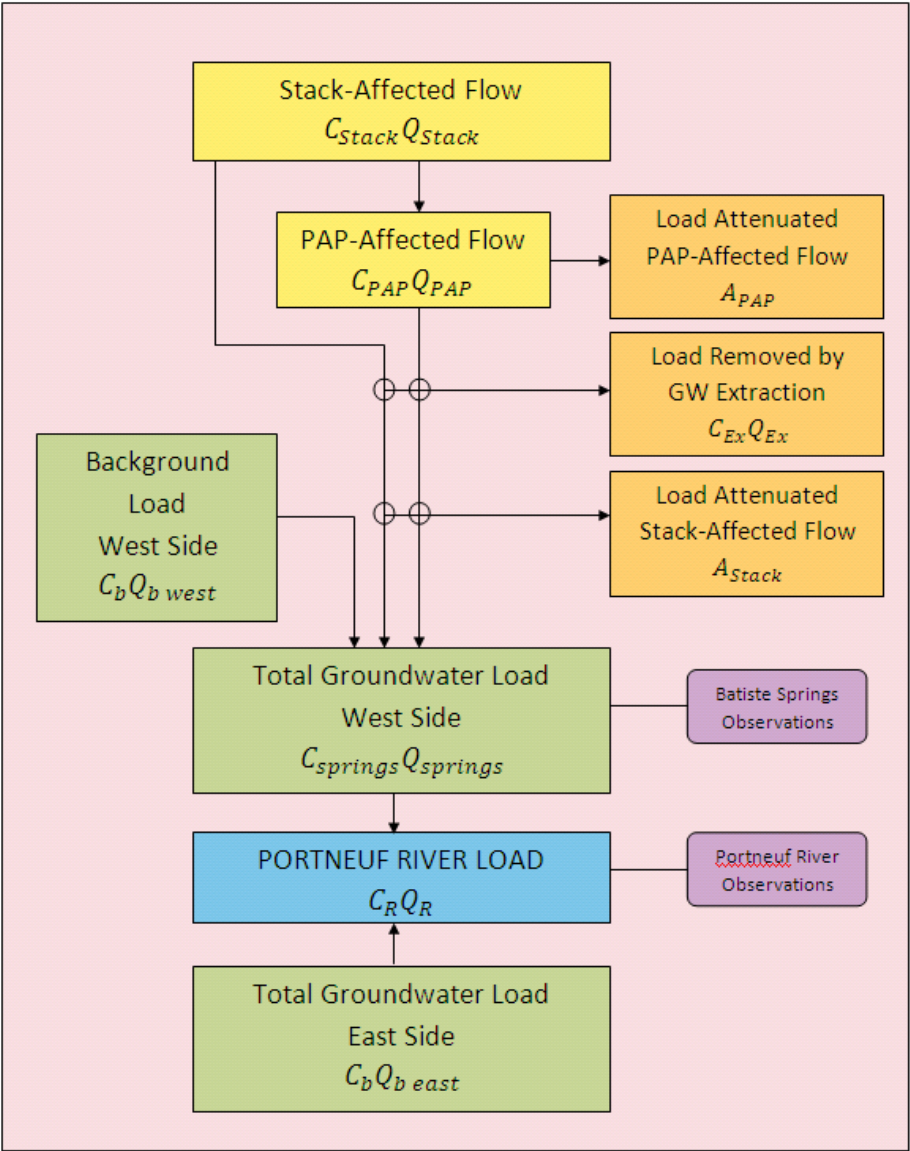 Stack-Affected Flow
C_Stack Q_Stack
PAP-Affected Flow
C_PAP Q_PAP
Load Attenuated
PAP-Affected Flow
A_PAP
Load Removed by
GW Extraction
C_Ex Q_Ex
Background
Load
West Side
C_b Q_b west
Load Attenuated
Stack-Affected Flow
A_Stack
Total Groundwater Load
West Side
C_springs Q_springs
Batiste Springs
Observations
PORTNEUF RIVER LOAD
C_R Q_R
Portneuf River
Observations
Total Groundwater Load
East Side
C_b Q_b east